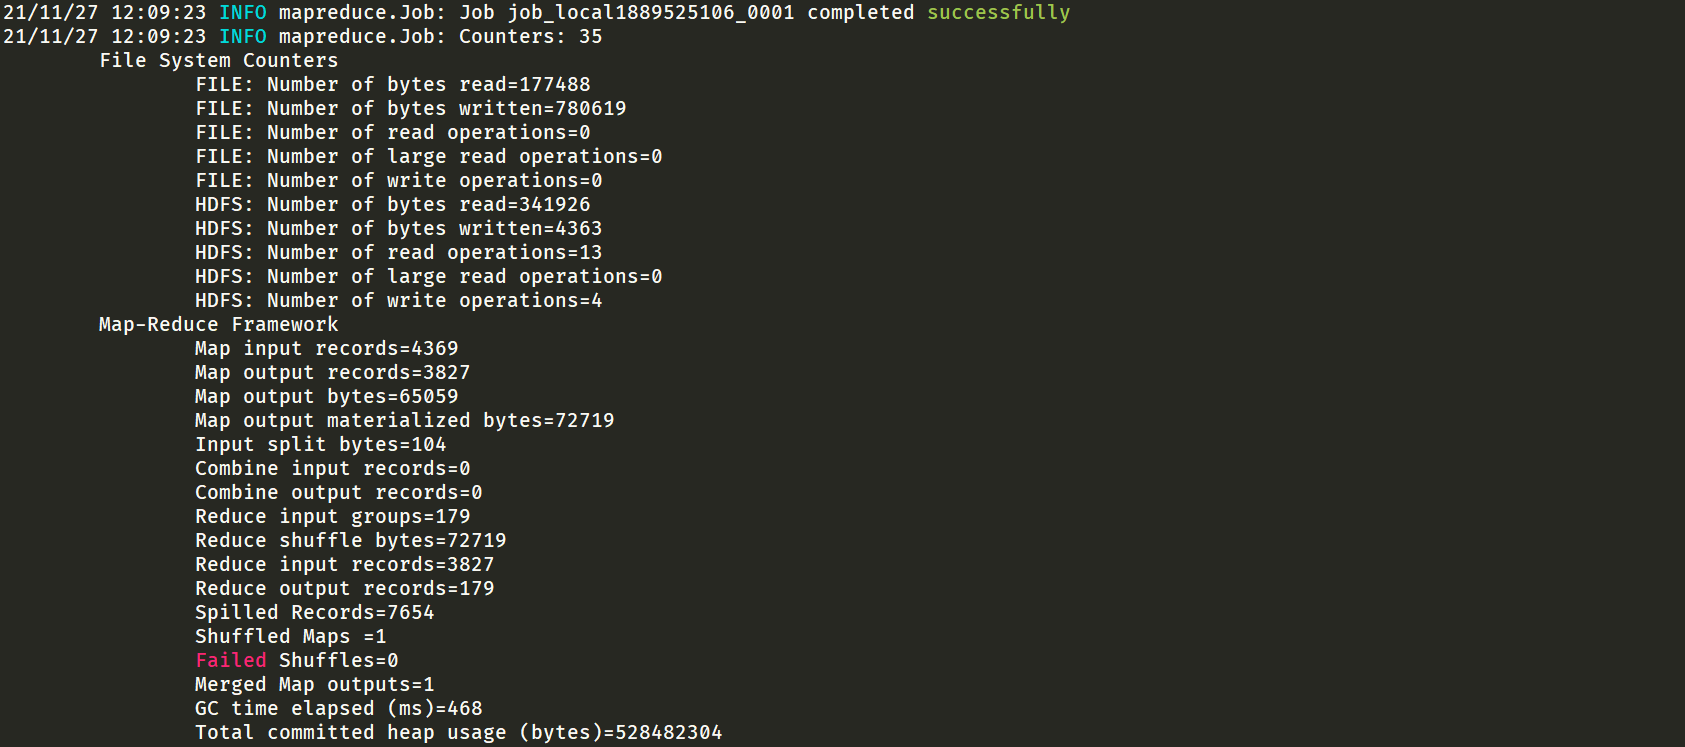 21/11/27 12:09:23 INFO mapreduce.Job: Job job_local1889525106_0001 completed successfully
21/11/27 12:09:23 INFO mapreduce.Job: Counters: 35
File System Counters
FILE: Number of bytes read=177488
FILE: Number of bytes written=780619
FILE: Number of read operations=0
FILE: Number of large read operations=0
FILE: Number of write operations=0
HDFS: Number of bytes read=341926
HDFS: Number of bytes written=4363
HDFS: Number of read operations=13
HDFS: Number of large read operations=0
HDFS: Number of write operations=4
Map-Reduce Framework
Map input records=4369
Map output records=3827
Map output bytes=65059
Map output materialized bytes=72719
Input split bytes=104
Combine input records=0
Combine output records=0
Reduce input groups=179
Reduce shuffle bytes=72719
Reduce input records=3827
Reduce output records=179
Spilled Records=7654
Shuffled Maps =1
Failed Shuffles=0
Merged Map outputs=1
GC time elapsed (ms)=468
Total committed heap usage (bytes)=528482304